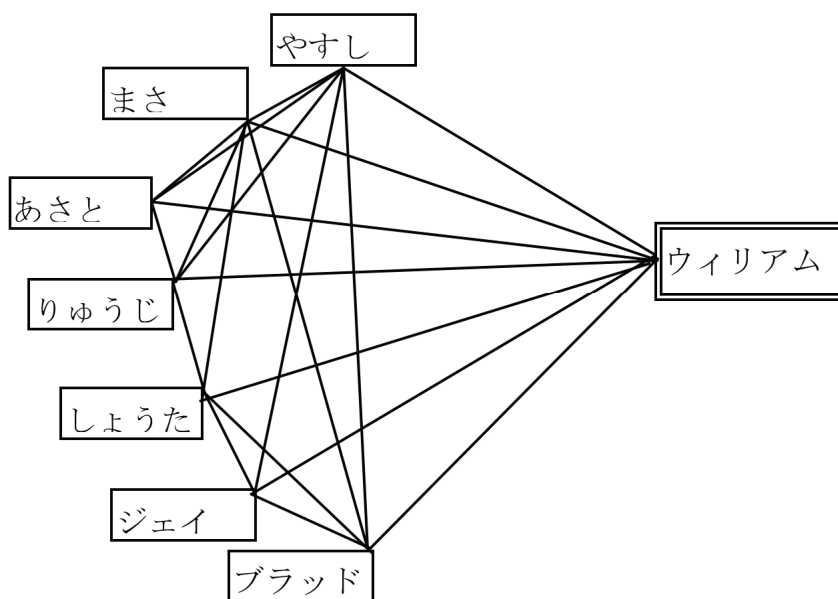 やすし
まさ
あさと
ウィリアム
りゅうじ
しょうた
ジェイ
ブラッド